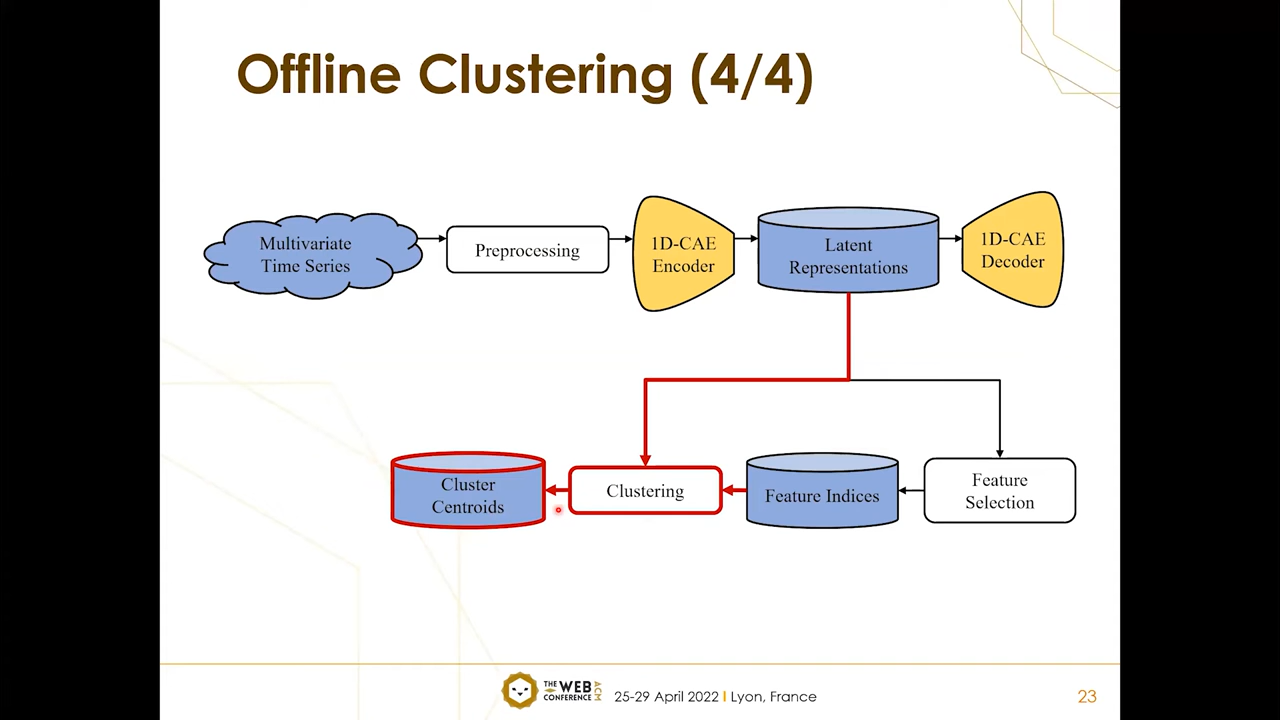 Offline Clustering (4/4)
Multivariate
Time Series
Preprocessing
1D-CAE
Encoder
Latent
Representations
1D-CAE
Decoder
Cluster
Centroids
Clustering
Feature Indices
Feature
Selection
THE WEB
CONFERENCE
ACM
25-29 April 2022 I Lyon, France
23